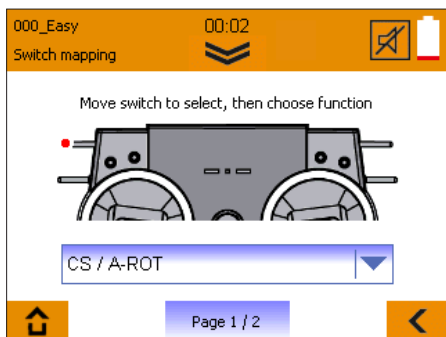 000_Easy
00:02
Switch mapping
Move switch to select, then choose function
CS / A-ROT
Page 1 / 2